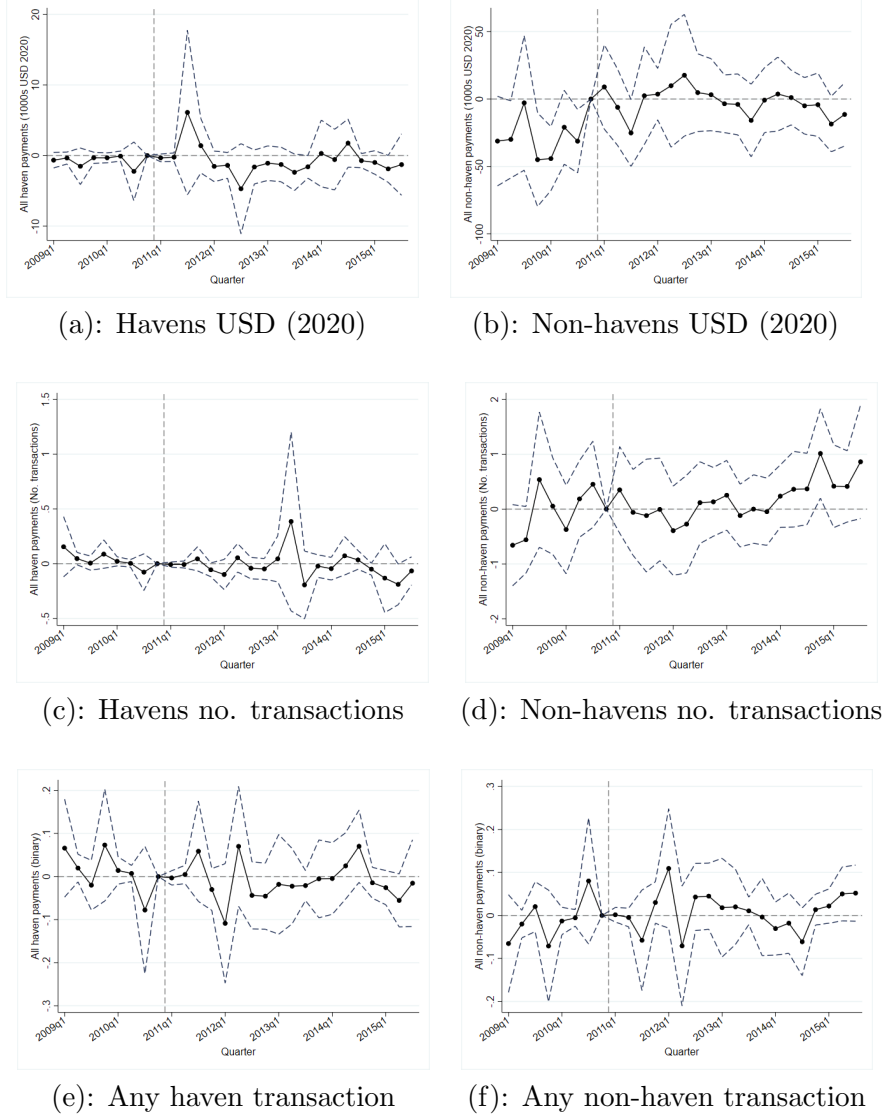 All haven payments (1000s USD 2020)
20
10
0
-10
2009q1
2010q1
2011q1
2012q1
2013q1
2014q1
2015q1
Quarter
(a): Havens USD (2020)
All non-haven payments (1000s USD 2020)
50
0
-50
-100
2009q1
2010q1
2011q1
2012q1
2013q1
2014q1
2015q1
Quarter
(b): Non-havens USD (2020)
All haven payments (No. transactions)
1.5
1
.5
0
-.5
2009q1
2010q1
2011q1
2012q1
2013q1
2014q1
2015q1
Quarter
(c): Havens no. transactions
All non-haven payments (No. transactions)
2
1
0
-.1
-.2
2009q1
2010q1
2011q1
2012q1
2013q1
2014q1
2015q1
Quarter
(d): Non-havens no. transactions
All haven payments (binary)
.2
.1
0
-.1
-.2
-.3
2009q1
2010q1
2011q1
2012q1
2013q1
2014q1
2015q1
Quarter
(e): Any haven transaction
All non-haven payments (binary)
.3
.2
.1
0
-.1
-.2
2009q1
2010q1
2011q1
2012q1
2013q1
2014q1
2015q1
Quarter
(f): Any non-haven transaction